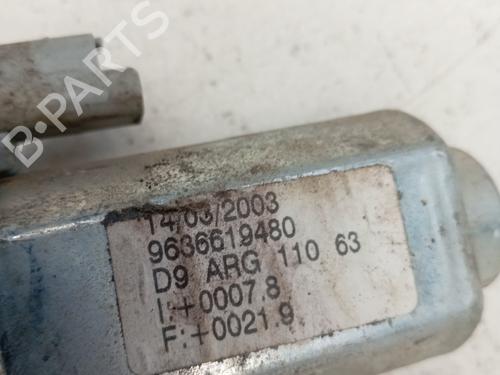 B-PARTS
14/03/2003
9636619480
D9 ARG 110 63
I:+0007.8
F:+0021.9